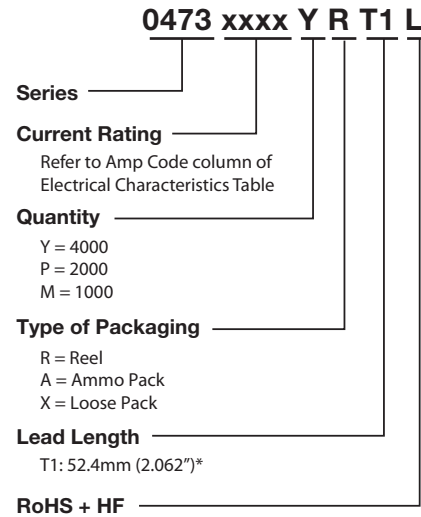 0473 xxxx Y R T1 L
Series
Current Rating
Refer to Amp Code column of
Electrical Characteristics Table
Quantity
Y = 4000
P = 2000
M = 1000
Type of Packaging
R = Reel
A = Ammo Pack
X = Loose Pack
Lead Length
T1: 52.4mm (2.062”)*
RoHS + HF